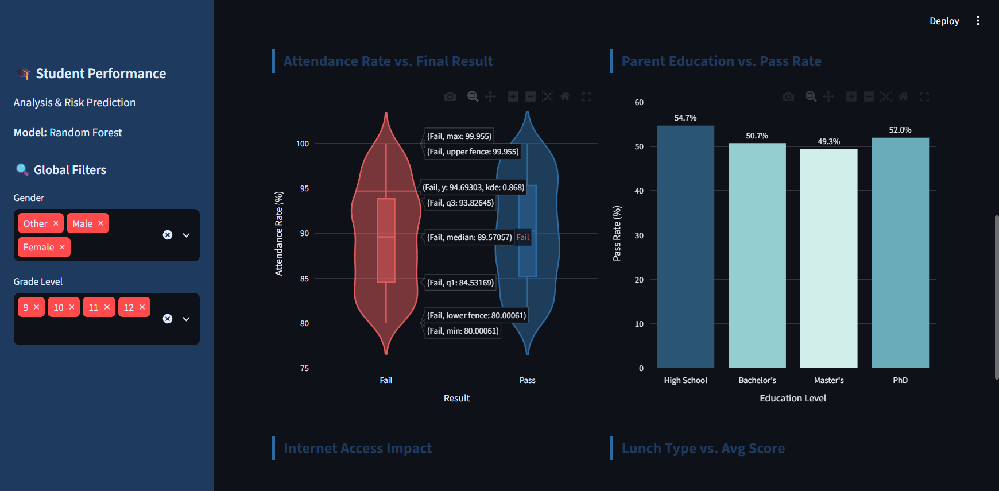 Deploy
🎓 Student Performance
Analysis & Risk Prediction
Model: Random Forest
🔍 Global Filters
Gender
Other × Male ×
Female ×
Grade Level
9 × 10 × 11 × 12 ×
Attendance Rate vs. Final Result
100
95
90
85
80
75
Attendance Rate (%)
(Fail, max: 99.955)
(Fail, upper fence: 99.955)
(Fail, y: 94.69303, kde: 0.868)
(Fail, q3: 93.82645)
(Fail, median: 89.57057) Fail
(Fail, q1: 84.53169)
(Fail, lower fence: 80.00061)
(Fail, min: 80.00061)
Fail Pass
Result
Parent Education vs. Pass Rate
60
50
40
30
20
10
0
Pass Rate (%)
54.7%
50.7%
49.3%
52.0%
High School Bachelor's Master's PhD
Education Level
Internet Access Impact
Lunch Type vs. Avg Score